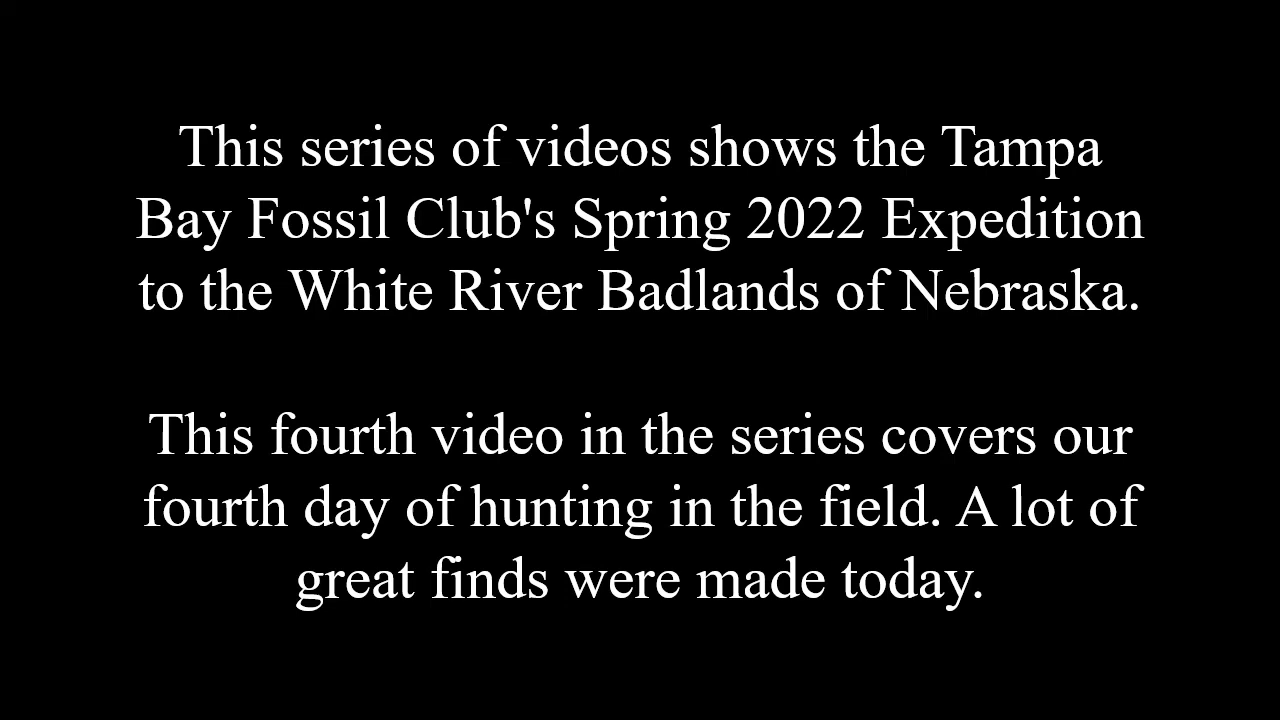 This series of videos shows the Tampa
Bay Fossil Club's Spring 2022 Expedition
to the White River Badlands of Nebraska.
This fourth video in the series covers our
fourth day of hunting in the field. A lot of
great finds were made today.